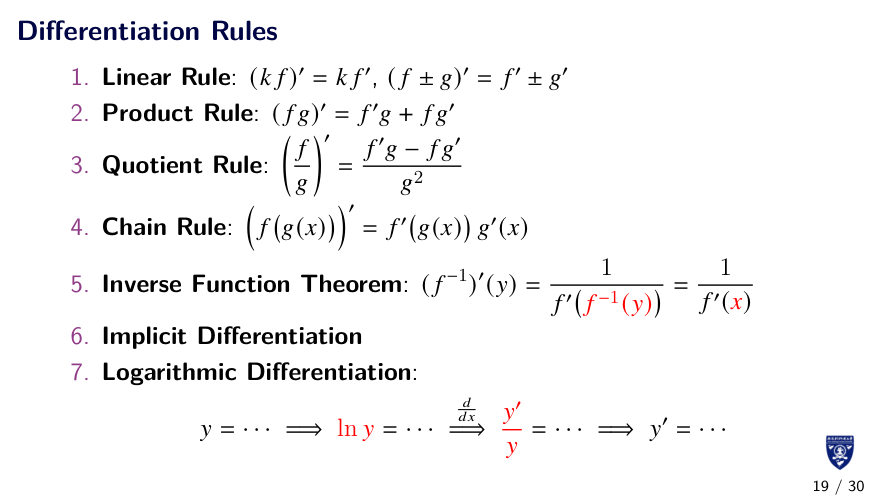 Differentiation Rules
1. Linear Rule: (kf)′ = kf′, (f ± g)′ = f′ ± g′
2. Product Rule: (fg)′ = f′g + fg′
3. Quotient Rule: (f/g)′ = (f′g − fg′)/g²
4. Chain Rule: (f(g(x)))′ = f′(g(x)) g′(x)
5. Inverse Function Theorem: (f⁻¹)′(y) = 1/f′(f⁻¹(y)) = 1/f′(x)
6. Implicit Differentiation
7. Logarithmic Differentiation:
y = ··· ⟹ ln y = ··· ⟹ (d/dx) y′/y = ··· ⟹ y′ = ···
19 / 30